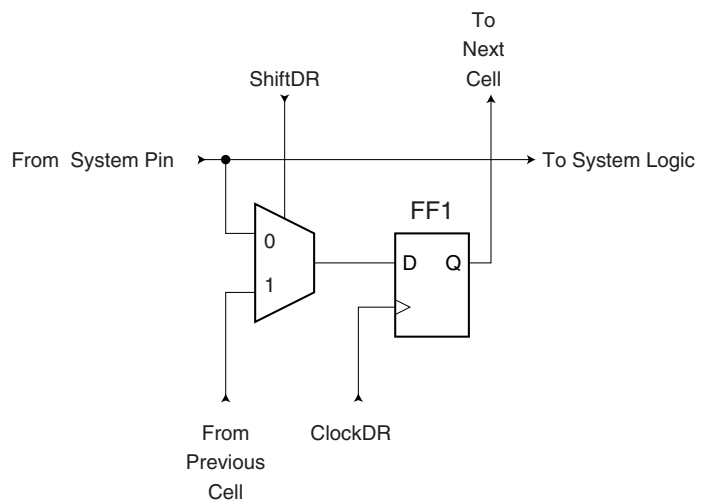 To
Next
Cell
ShiftDR
From System Pin
To System Logic
FF1
0
D Q
1
From
Previous
Cell
ClockDR